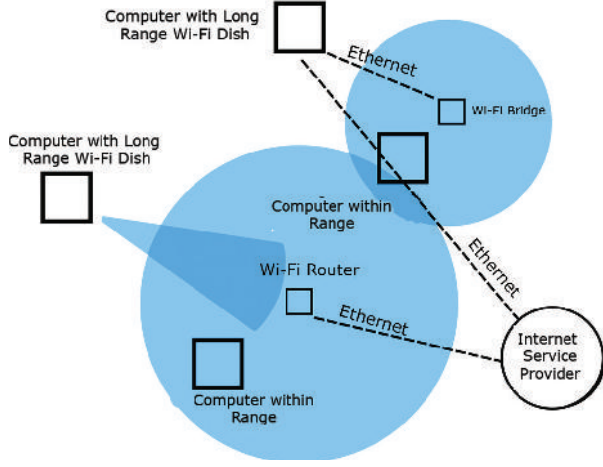 Computer with Long
Range Wi-Fi Dish
Ethernet
Wi-Fi Bridge
Computer with Long
Range Wi-Fi Dish
Computer within
Range
Wi-Fi Router
Ethernet
Ethernet
Internet
Service
Provider
Computer within
Range